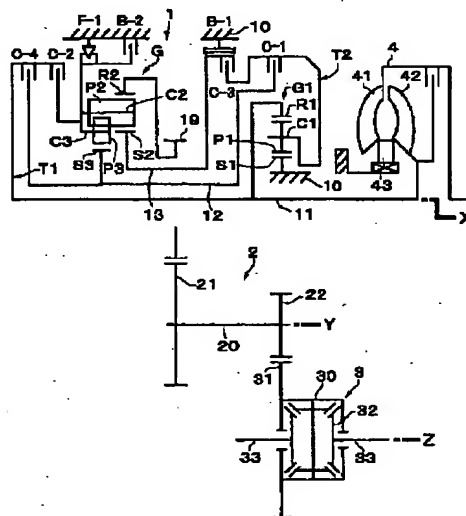 F-1 B-2 1 B-1 10
C-4 C-2 R2 G C-1 T2 4
P2 C2 C-3 G1 41 42
R1
19 C1
C3 S2 P1
S3 P3 S1 43
T1 10
13 12 11 X
2
21 22
20 Y
31 30 3
32
33 33 Z